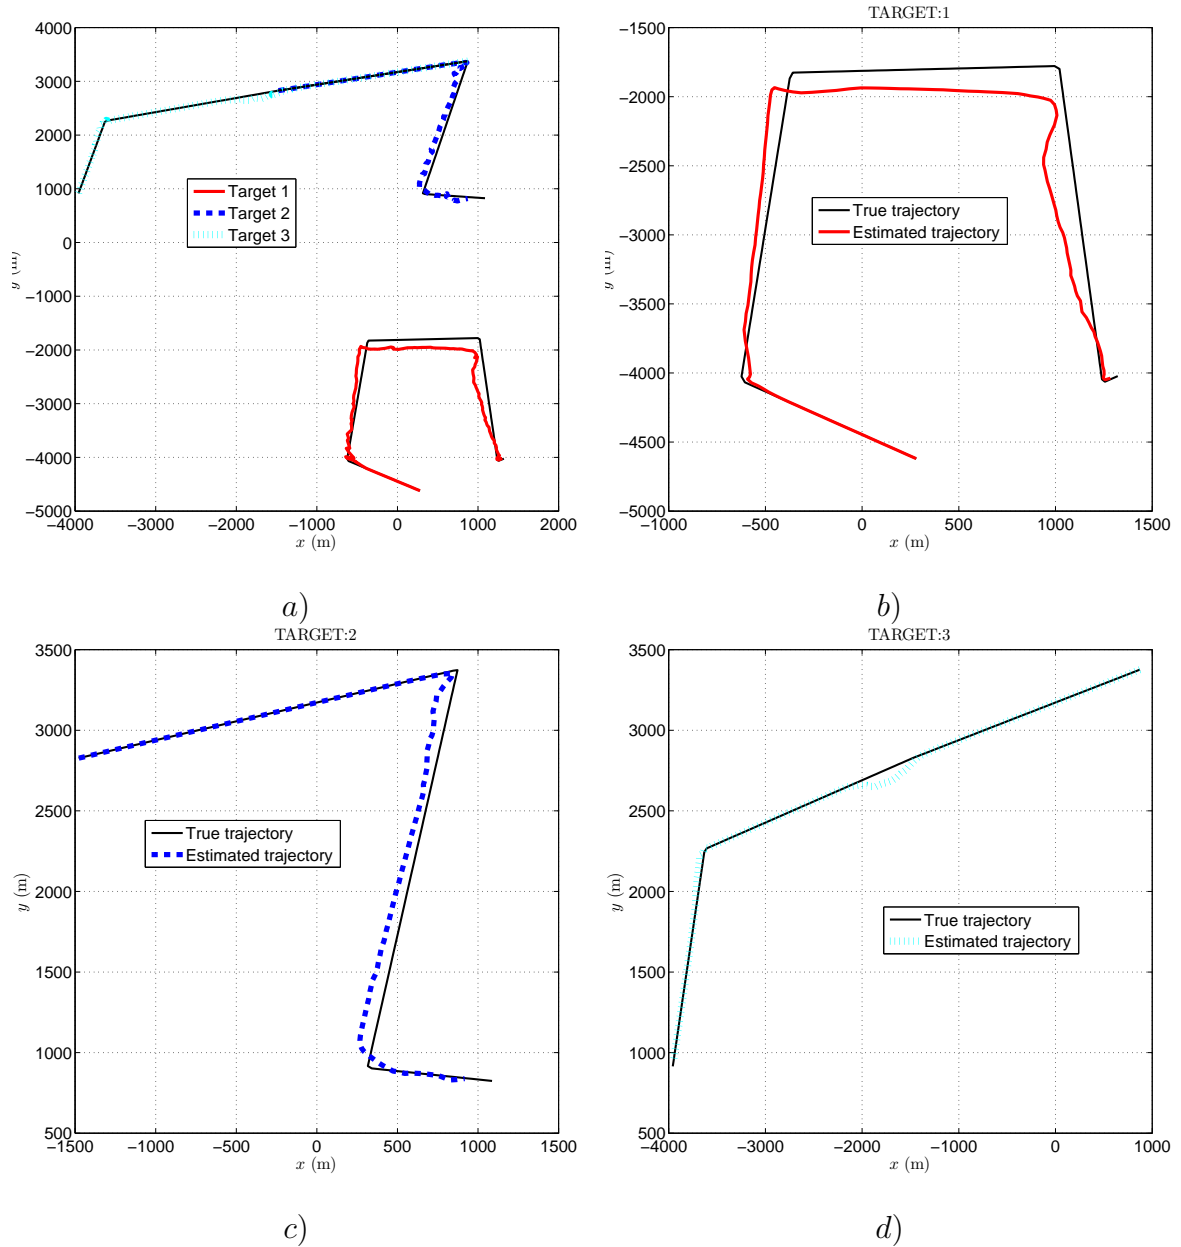 4000
3000
2000
1000
0
−1000
−2000
−3000
−4000
−5000
y (m)
Target 1
Target 2
Target 3
−4000 −3000 −2000 −1000 0 1000 2000
x (m)
a)
TARGET:1
−1500
−2000
−2500
−3000
−3500
−4000
−4500
−5000
y (m)
True trajectory
Estimated trajectory
−1000 −500 0 500 1000 1500
x (m)
b)
TARGET:2
3500
3000
2500
2000
1500
1000
500
y (m)
True trajectory
Estimated trajectory
−1500 −1000 −500 0 500 1000 1500
x (m)
c)
TARGET:3
3500
3000
2500
2000
1500
1000
500
y (m)
True trajectory
Estimated trajectory
−4000 −3000 −2000 −1000 0 1000
x (m)
d)